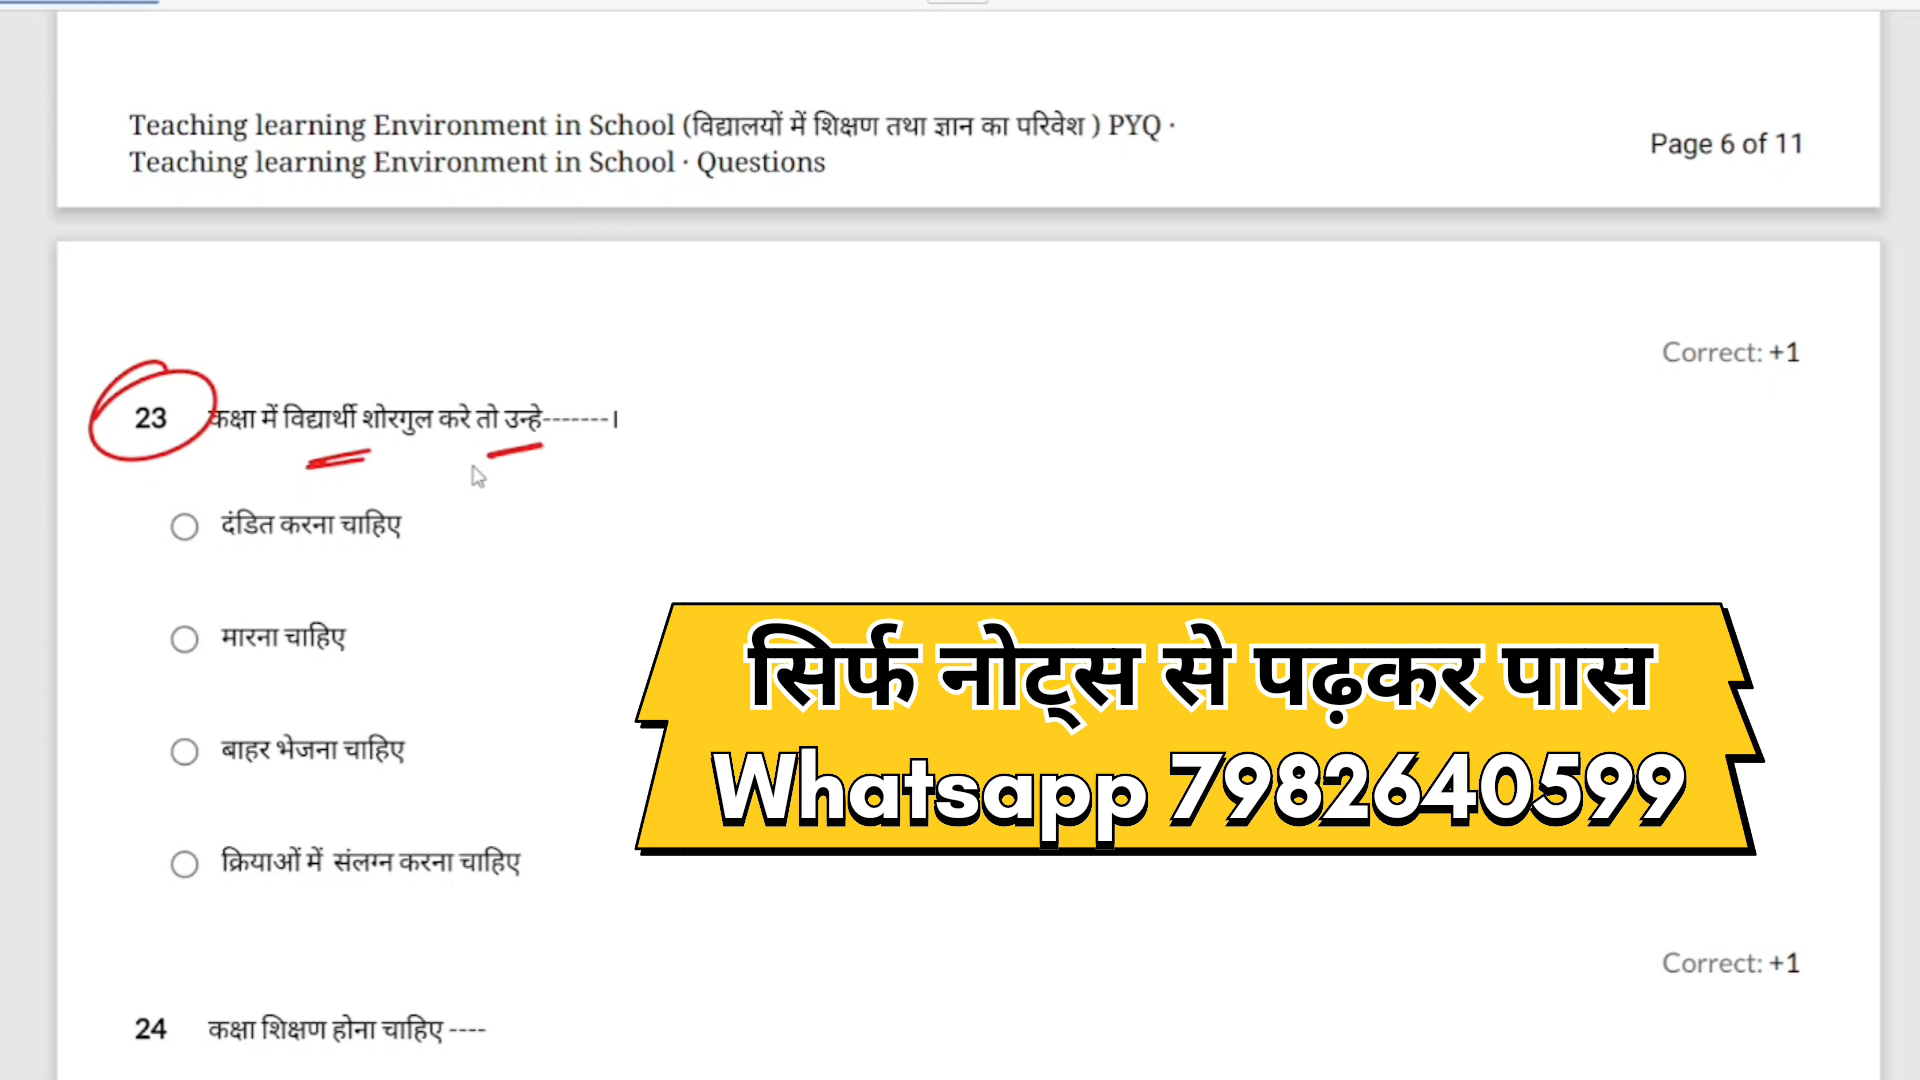 Teaching learning Environment in School (विद्यालयों में शिक्षण तथा ज्ञान का परिवेश ) PYQ ·
Teaching learning Environment in School · Questions
Page 6 of 11
Correct: +1
23 कक्षा में विद्यार्थी शोरगुल करे तो उन्हे-------।
दंडित करना चाहिए
मारना चाहिए
बाहर भेजना चाहिए
क्रियाओं में संलग्न करना चाहिए
सिर्फ नोट्स से पढ़कर पास
Whatsapp 7982640599
Correct: +1
24 कक्षा शिक्षण होना चाहिए ----